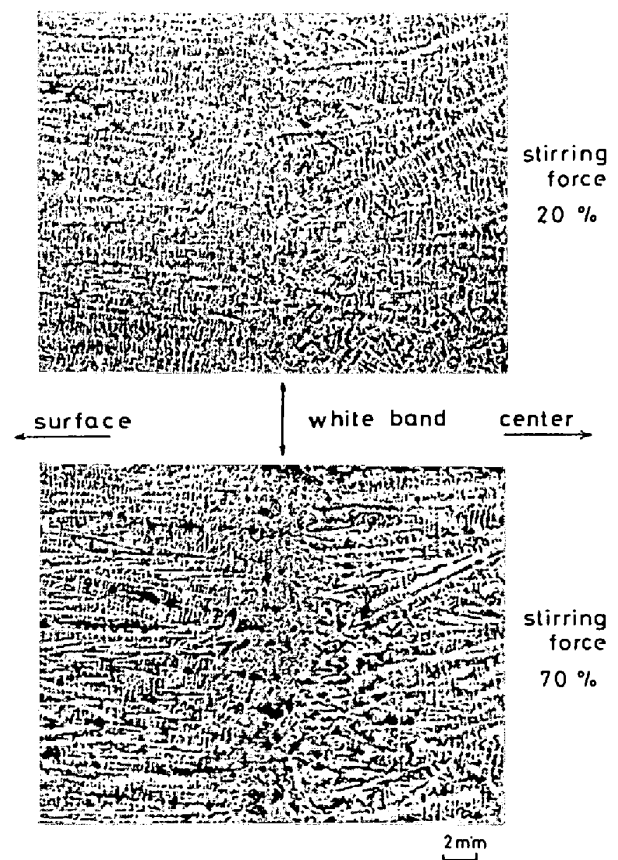 stirring
force
20 %
surface
white band
center
stirring
force
70 %
2mm